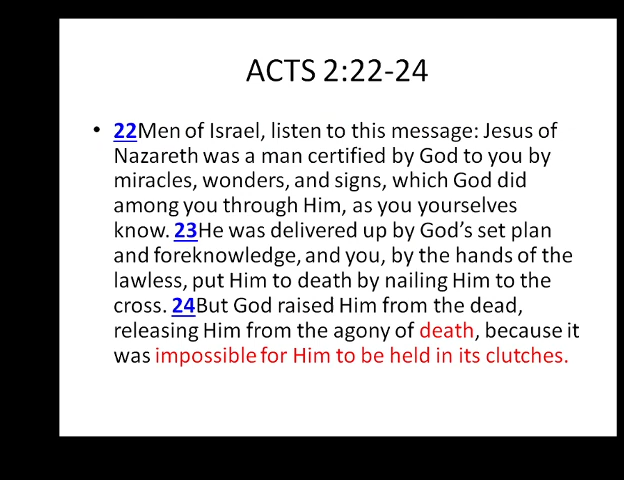 ACTS 2:22-24
• 22Men of Israel, listen to this message: Jesus of
Nazareth was a man certified by God to you by
miracles, wonders, and signs, which God did
among you through Him, as you yourselves
know. 23He was delivered up by God’s set plan
and foreknowledge, and you, by the hands of the
lawless, put Him to death by nailing Him to the
cross. 24But God raised Him from the dead,
releasing Him from the agony of death, because it
was impossible for Him to be held in its clutches.